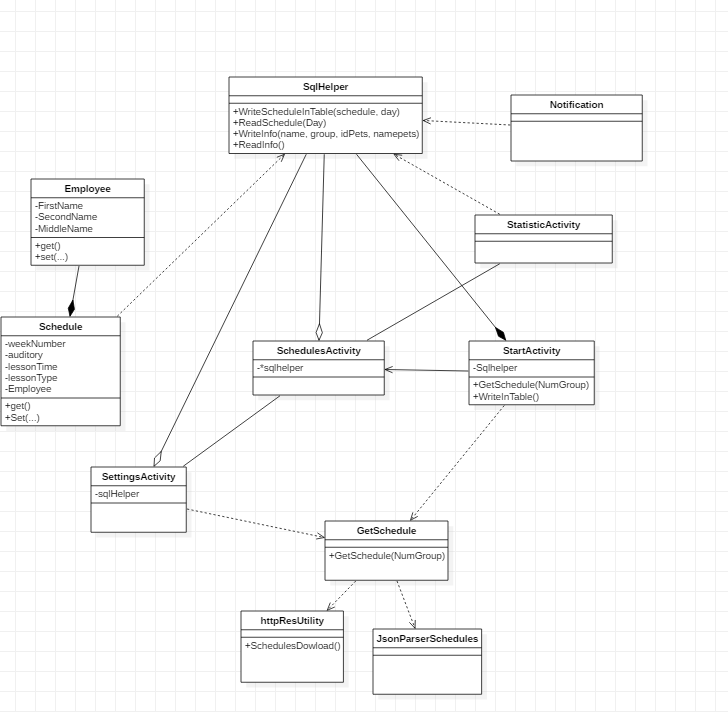 SqlHelper
+WriteScheduleInTable(schedule, day)
+ReadSchedule(Day)
+WriteInfo(name, group, idPets, namepets)
+ReadInfo()
Notification
Employee
-FirstName
-SecondName
-MiddleName
+get()
+set(...)
StatisticActivity
Schedule
-weekNumber
-auditory
-lessonTime
-lessonType
-Employee
+get()
+Set(...)
SchedulesActivity
-*sqlhelper
StartActivity
-Sqlhelper
+GetSchedule(NumGroup)
+WriteInTable()
SettingsActivity
-sqlHelper
GetSchedule
+GetSchedule(NumGroup)
httpResUtility
+SchedulesDowload()
JsonParserSchedules